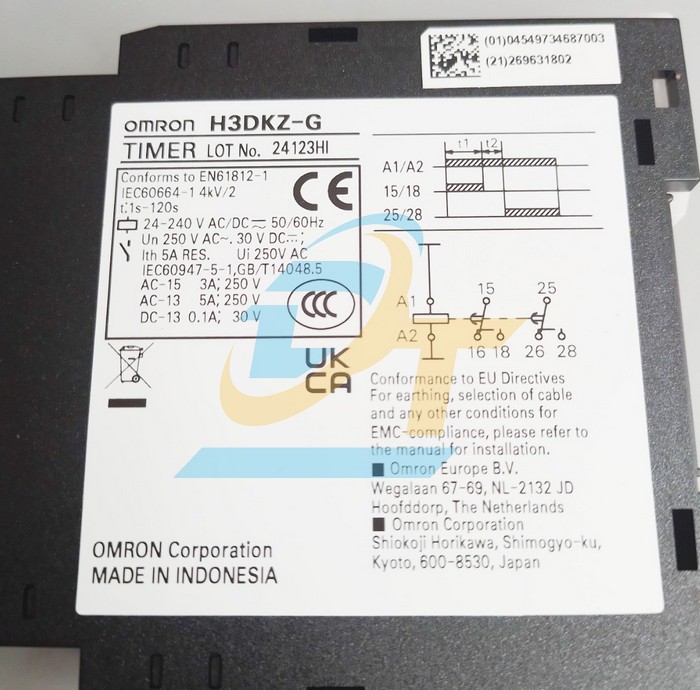 (01)04549734687003
(21)269631802
OMRON H3DKZ-G
TIMER LOT No. 24123HI
Conforms to EN61812-1
IEC60664-1 4kV/2
t:1s-120s
24-240 V AC/DC⎓ 50/60Hz
Un 250 V AC~. 30 V DC⎓;
Ith 5A RES. Ui 250V AC
IEC60947-5-1,GB/T14048.5
AC-15 3A; 250 V
AC-13 5A; 250 V
DC-13 0.1A; 30 V
CE
CCC
UK
CA
t1 t2
A1/A2
15/18
25/28
A1 15 25
A2 16 18 26 28
Conformance to EU Directives
For earthing, selection of cable
and any other conditions for
EMC-compliance, please refer to
the manual for installation.
■ Omron Europe B.V.
Wegalaan 67-69, NL-2132 JD
Hoofddorp, The Netherlands
■ Omron Corporation
Shiokoji Horikawa, Shimogyo-ku,
Kyoto, 600-8530, Japan
OMRON Corporation
MADE IN INDONESIA
DT